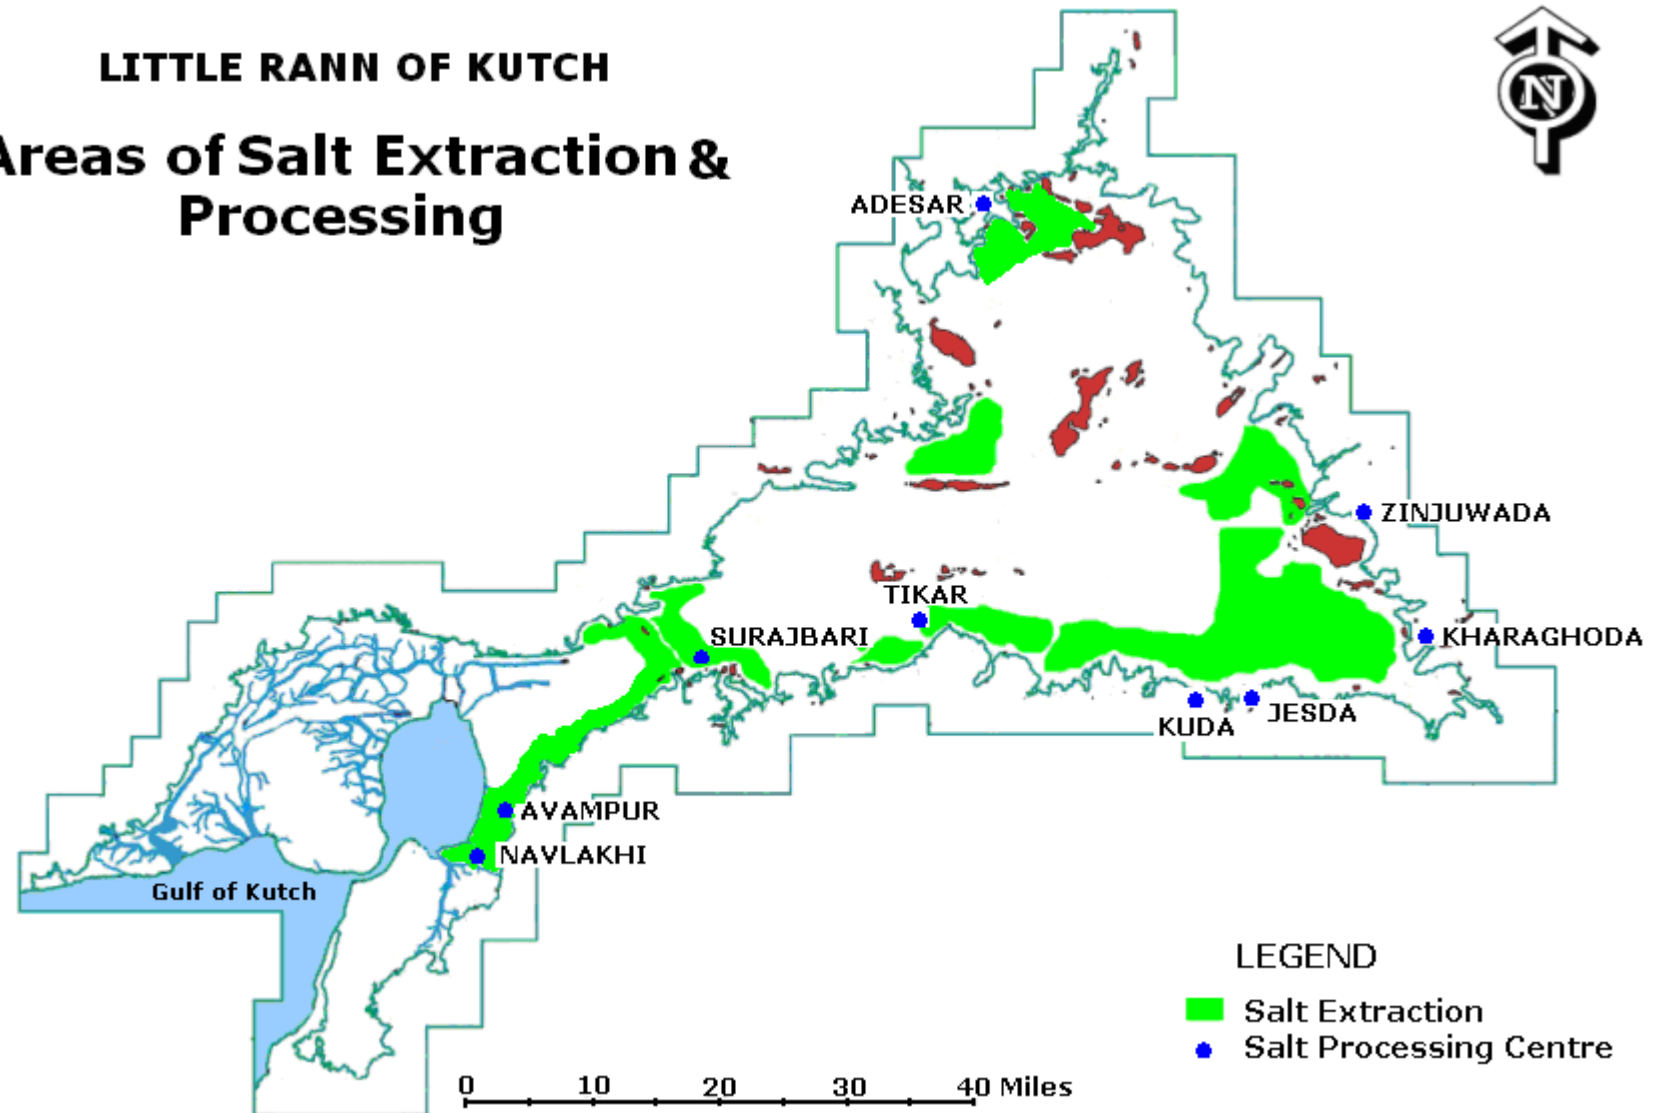 LITTLE RANN OF KUTCH
Areas of Salt Extraction &
Processing
N
ADESAR
ZINJUWADA
TIKAR
SURAJBARI
KHARAGHODA
JESDA
KUDA
AVAMPUR
NAVLAKHI
Gulf of Kutch
LEGEND
Salt Extraction
Salt Processing Centre
0 10 20 30 40 Miles